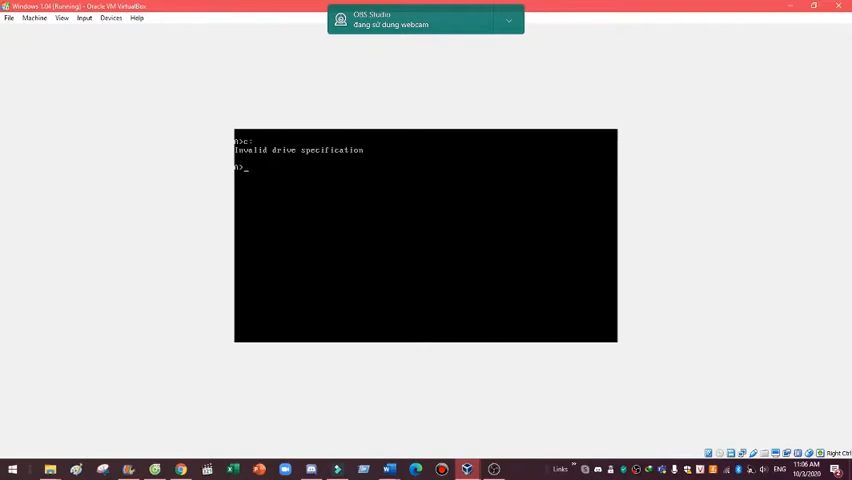 Windows 1.04 [Running] - Oracle VM VirtualBox
File Machine View Input Devices Help
OBS Studio
đang sử dụng webcam
A>c:
Invalid drive specification
A>_
Right Ctrl
Links
ENG
11:06 AM
10/3/2020